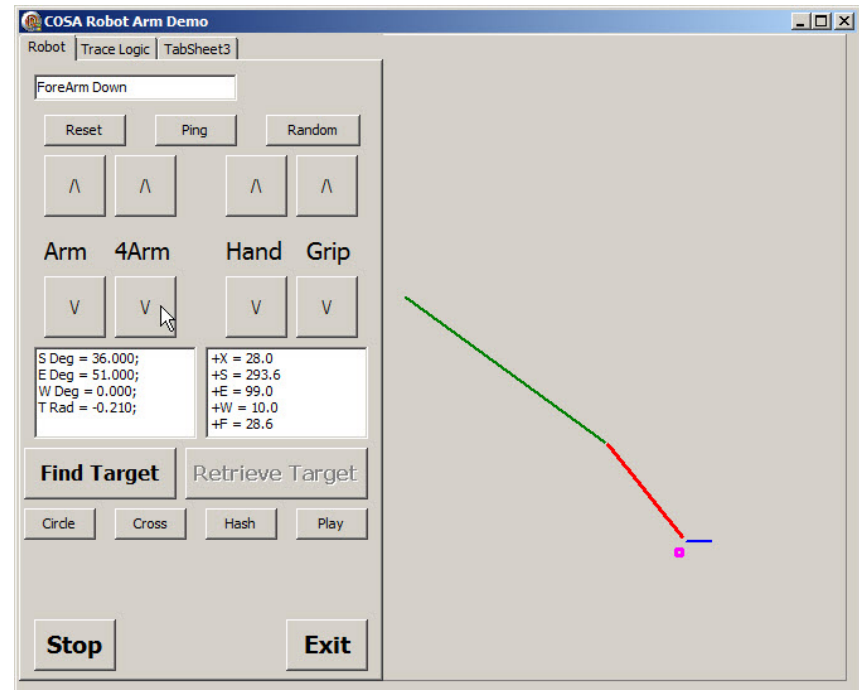 COSA Robot Arm Demo
Robot Trace Logic TabSheet3
ForeArm Down
Reset Ping Random
/\ /\ /\ /\
Arm 4Arm Hand Grip
\/ \/ \/ \/
S Deg = 36.000;
E Deg = 51.000;
W Deg = 0.000;
T Rad = -0.210;
+X = 28.0
+S = 293.6
+E = 99.0
+W = 10.0
+F = 28.6
Find Target Retrieve Target
Circle Cross Hash Play
Stop Exit